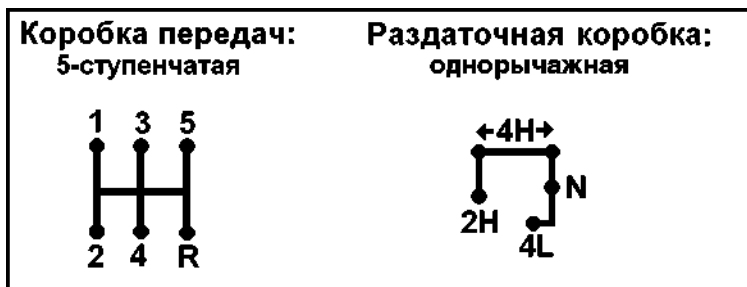 Коробка передач:
5-ступенчатая
1 3 5
2 4 R
Раздаточная коробка:
однорычажная
←4H→
N
2H
4L